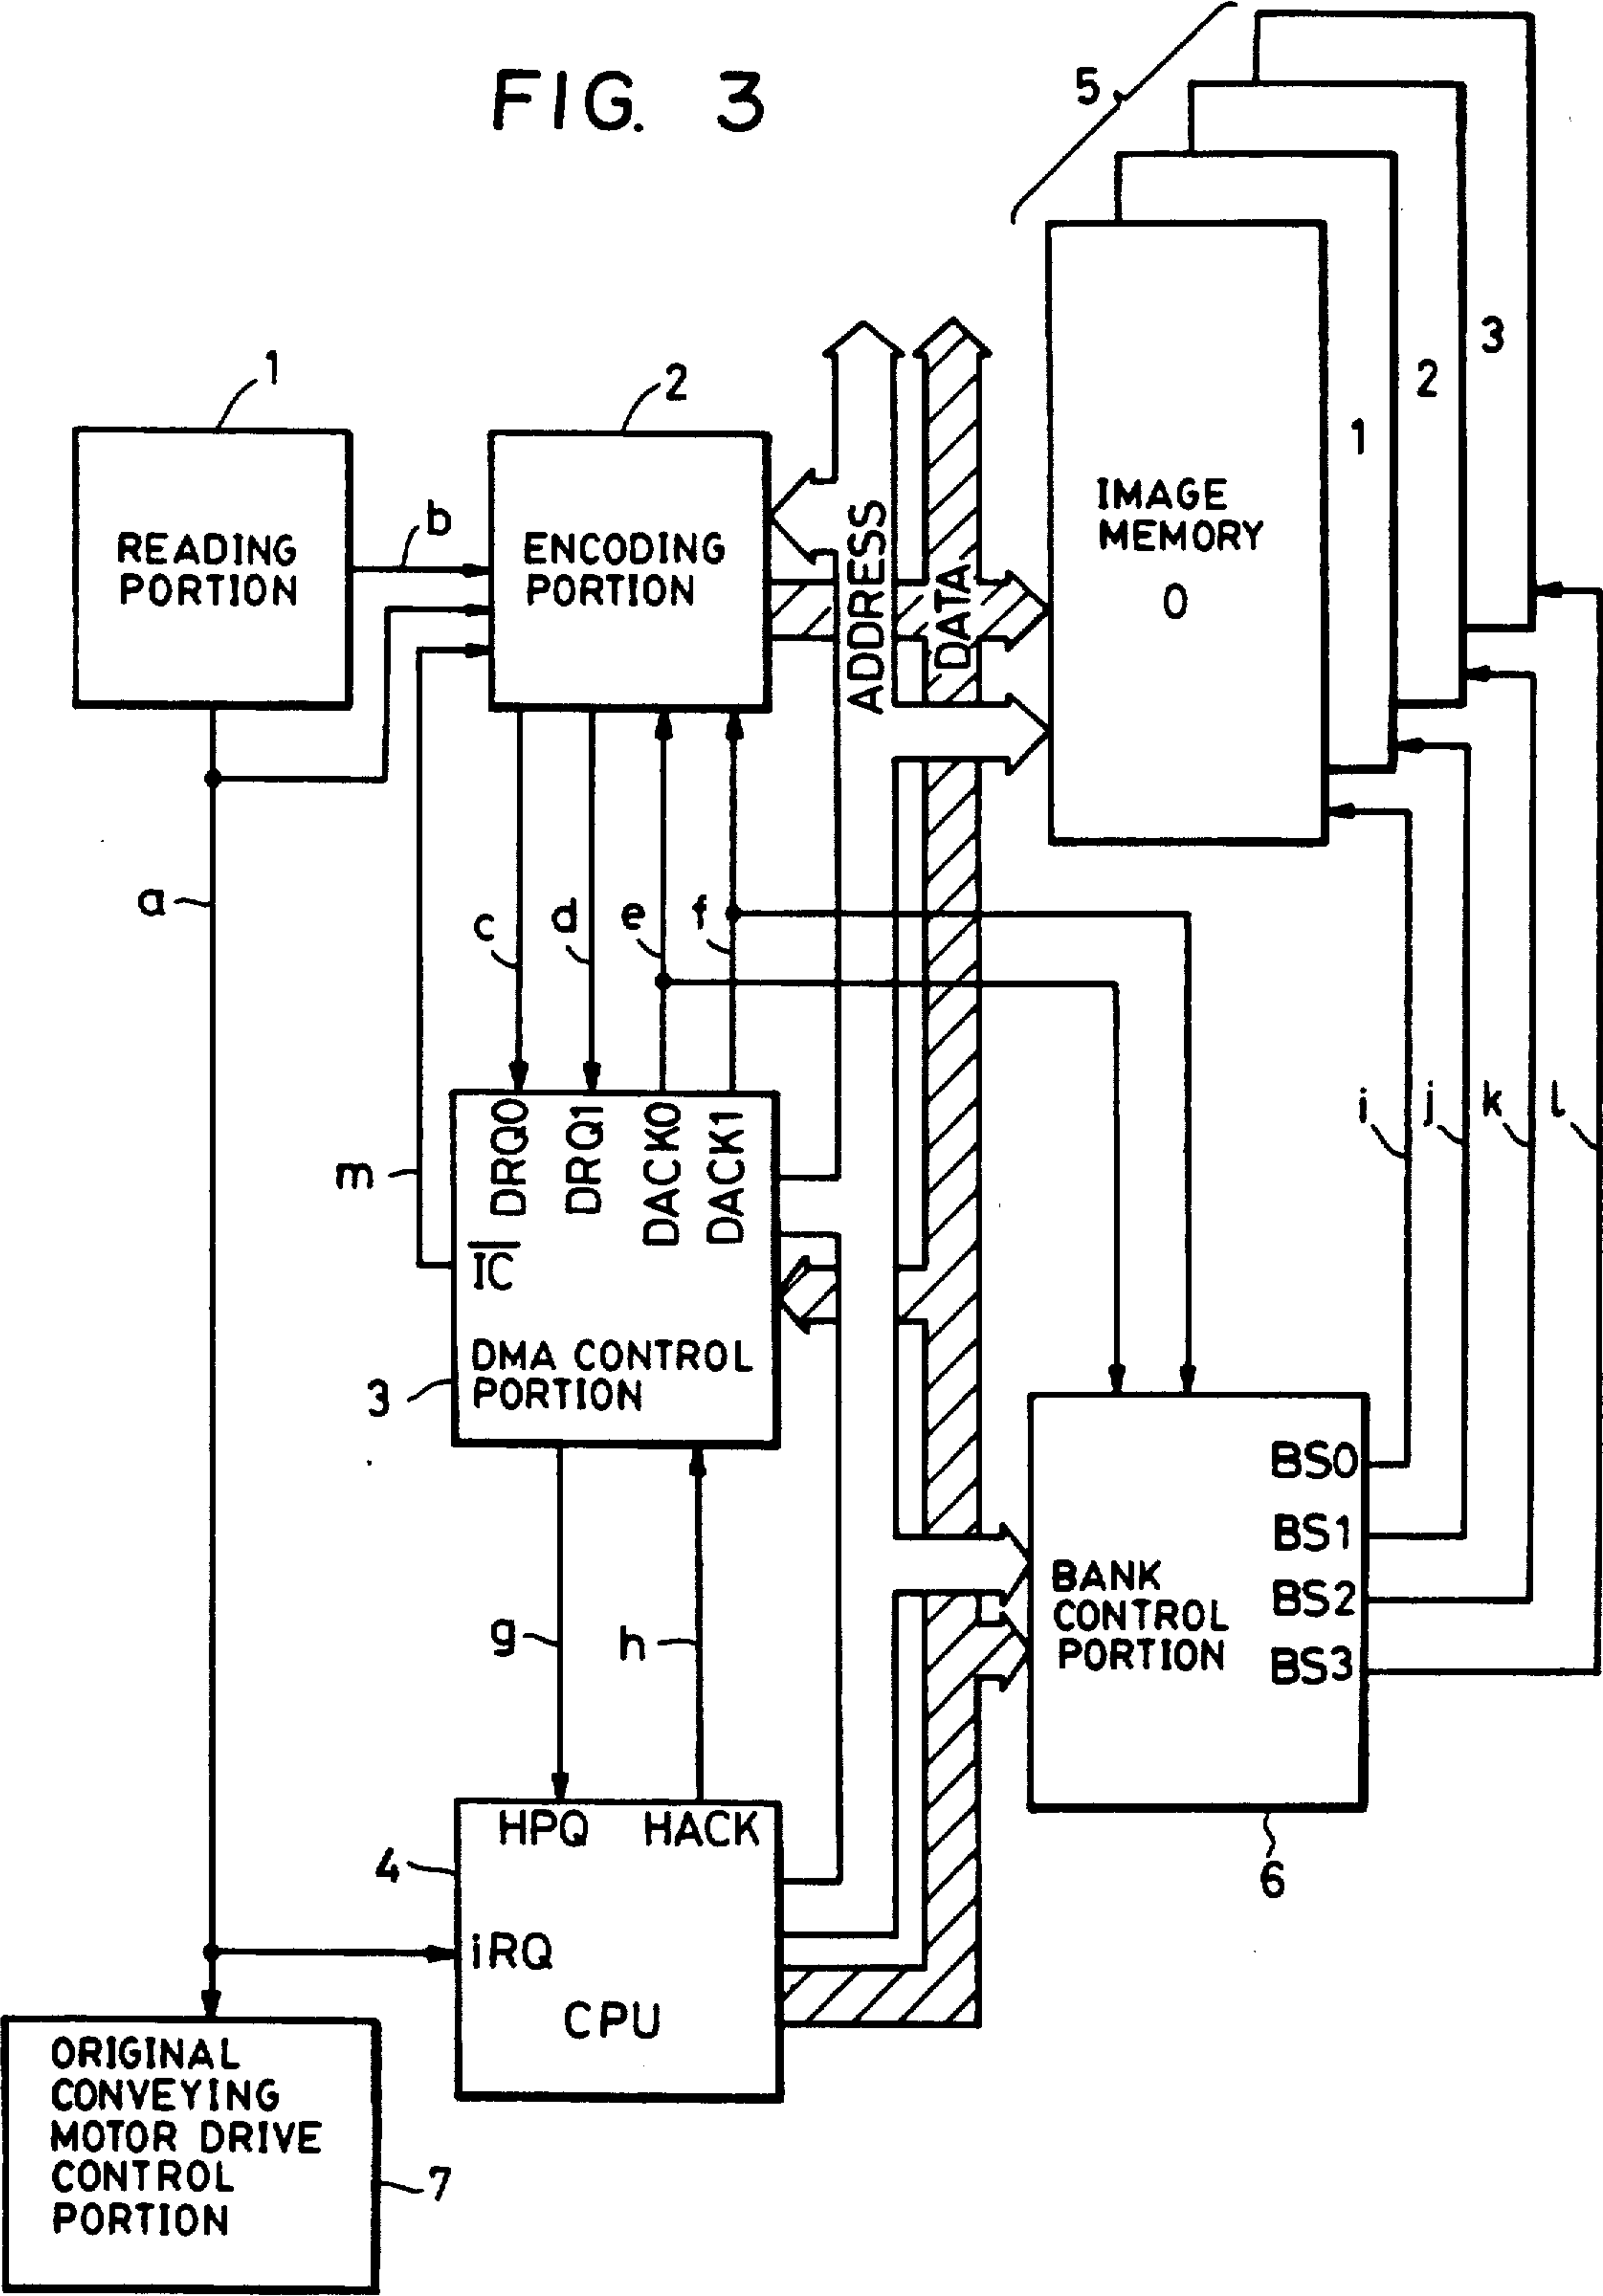 FIG. 3
5
3
2
1
IMAGE
MEMORY
0
1
2
READING
PORTION
b
ENCODING
PORTION
ADDRESS
DATA
a
c
d
e
f
DRQ0
DRQ1
DACK0
DACK1
m
IC
DMA CONTROL
PORTION
3
i
j
k
l
BS0
BS1
BS2
BS3
BANK
CONTROL
PORTION
6
g
h
HPQ
HACK
4
iRQ
CPU
ORIGINAL
CONVEYING
MOTOR DRIVE
CONTROL
PORTION
7